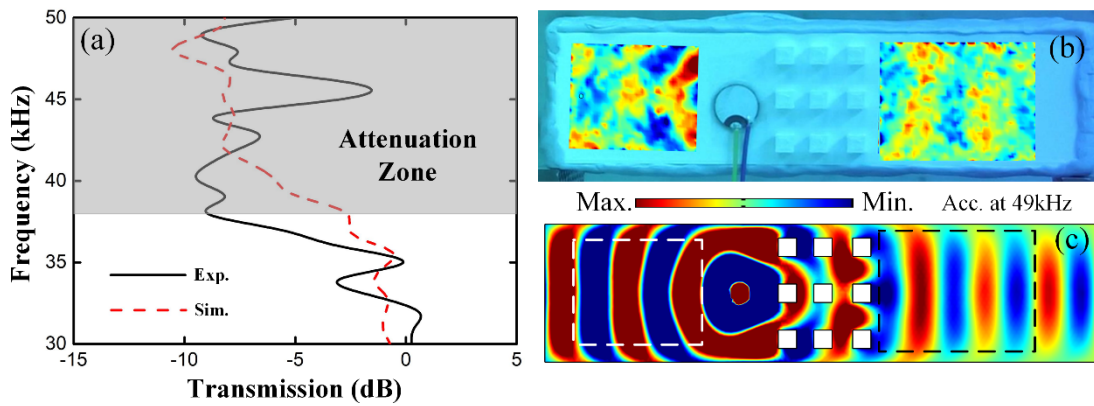 (a)
50
45
40
35
30
Frequency (kHz)
Attenuation
Zone
Exp.
Sim.
-15
-10
-5
0
5
Transmission (dB)
(b)
Max.
Min.
Acc. at 49kHz
(c)